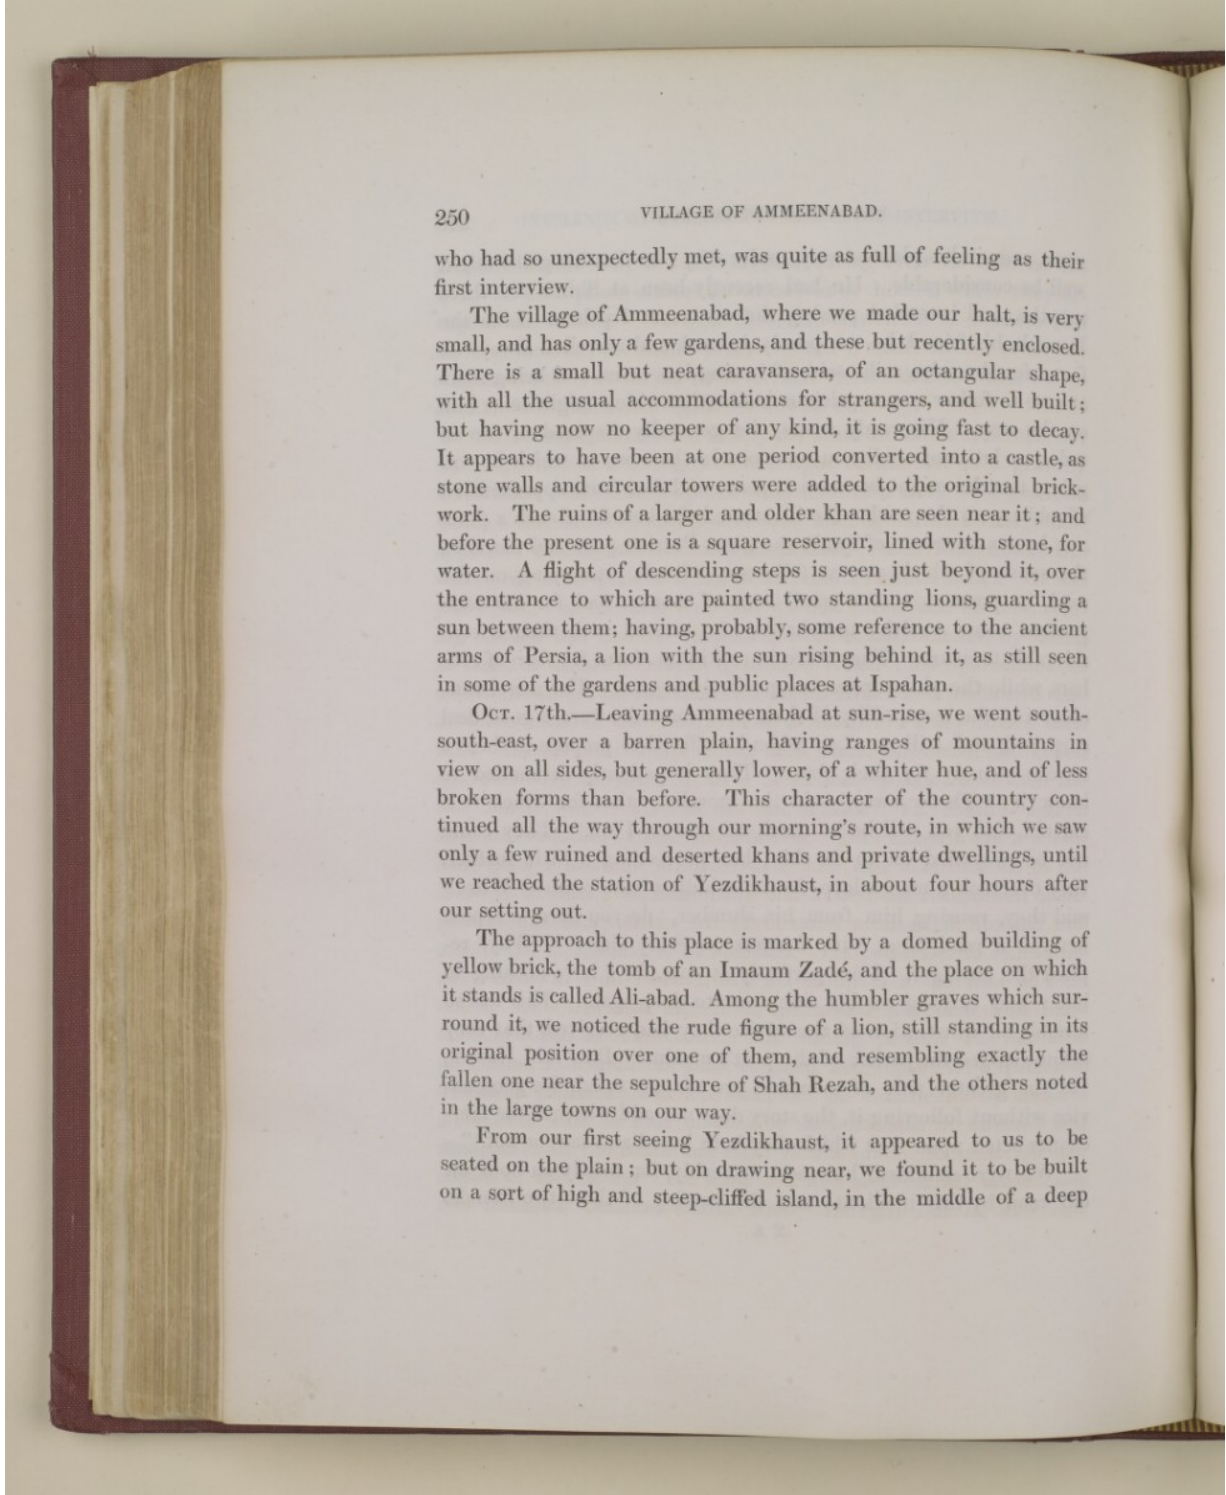 250
VILLAGE OF AMMEENABAD.
who had so unexpectedly met, was quite as full of feeling as their
first interview.
The village of Ammeenabad, where we made our halt, is very
small, and has only a few gardens, and these but recently enclosed.
There is a small but neat caravansera, of an octangular shape,
with all the usual accommodations for strangers, and well built;
but having now no keeper of any kind, it is going fast to decay.
It appears to have been at one period converted into a castle, as
stone walls and circular towers were added to the original brick-
work. The ruins of a larger and older khan are seen near it; and
before the present one is a square reservoir, lined with stone, for
water. A flight of descending steps is seen just beyond it, over
the entrance to which are painted two standing lions, guarding a
sun between them; having, probably, some reference to the ancient
arms of Persia, a lion with the sun rising behind it, as still seen
in some of the gardens and public places at Ispahan.
Oct. 17th.—Leaving Ammeenabad at sun-rise, we went south-
south-east, over a barren plain, having ranges of mountains in
view on all sides, but generally lower, of a whiter hue, and of less
broken forms than before. This character of the country con-
tinued all the way through our morning's route, in which we saw
only a few ruined and deserted khans and private dwellings, until
we reached the station of Yezdikhaust, in about four hours after
our setting out.
The approach to this place is marked by a domed building of
yellow brick, the tomb of an Imaum Zadé, and the place on which
it stands is called Ali-abad. Among the humbler graves which sur-
round it, we noticed the rude figure of a lion, still standing in its
original position over one of them, and resembling exactly the
fallen one near the sepulchre of Shah Rezah, and the others noted
in the large towns on our way.
From our first seeing Yezdikhaust, it appeared to us to be
seated on the plain; but on drawing near, we found it to be built
on a sort of high and steep-cliffed island, in the middle of a deep